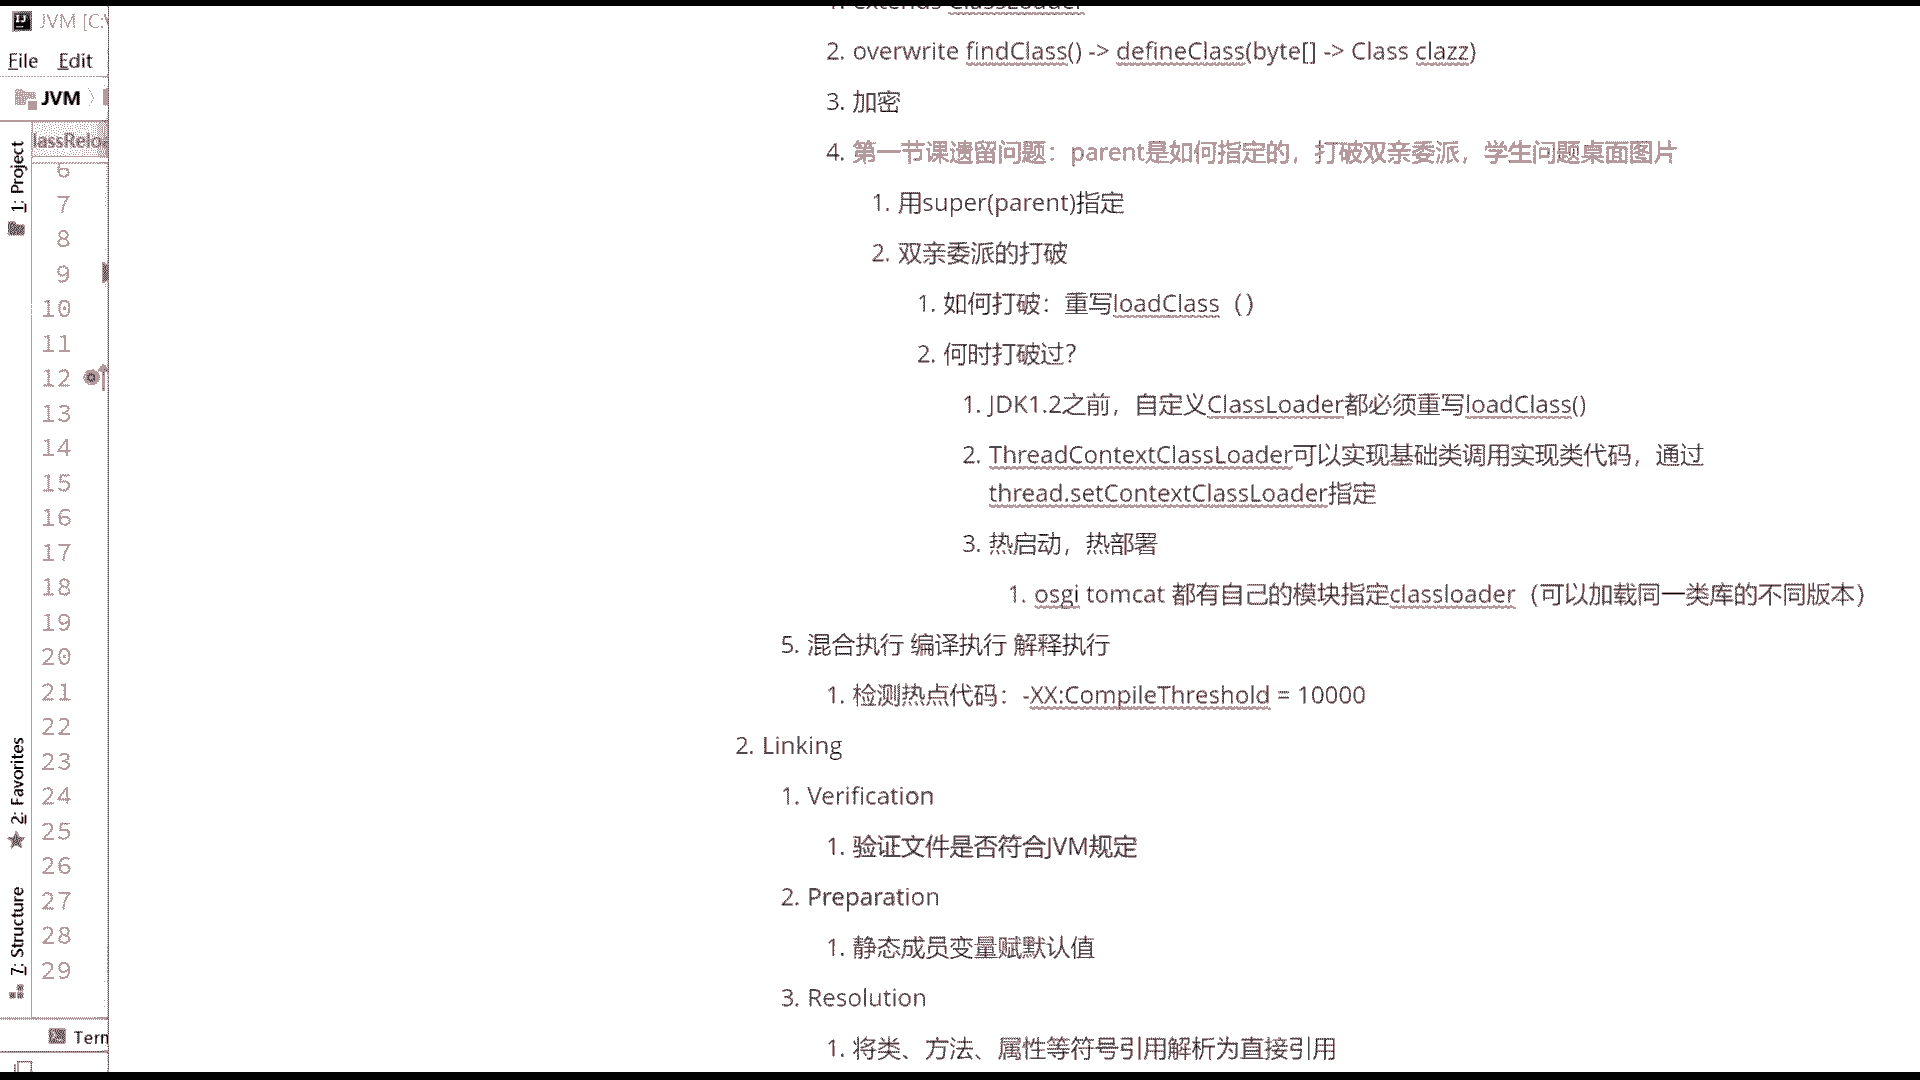 JVM [C:\
File Edit
JVM
lassReloa
1: Project
2: Favorites
7: Structure
6
7
8
9
10
11
12
13
14
15
16
17
18
19
20
21
22
23
24
25
26
27
28
29
Term
1. extends ClassLoader
2. overwrite findClass() -> defineClass(byte[] -> Class clazz)
3. 加密
4. 第一节课遗留问题：parent是如何指定的，打破双亲委派，学生问题桌面图片
1. 用super(parent)指定
2. 双亲委派的打破
1. 如何打破：重写loadClass（）
2. 何时打破过？
1. JDK1.2之前，自定义ClassLoader都必须重写loadClass()
2. ThreadContextClassLoader可以实现基础类调用实现类代码，通过
thread.setContextClassLoader指定
3. 热启动，热部署
1. osgi tomcat 都有自己的模块指定classloader（可以加载同一类库的不同版本）
5. 混合执行 编译执行 解释执行
1. 检测热点代码：-XX:CompileThreshold = 10000
2. Linking
1. Verification
1. 验证文件是否符合JVM规定
2. Preparation
1. 静态成员变量赋默认值
3. Resolution
1. 将类、方法、属性等符号引用解析为直接引用